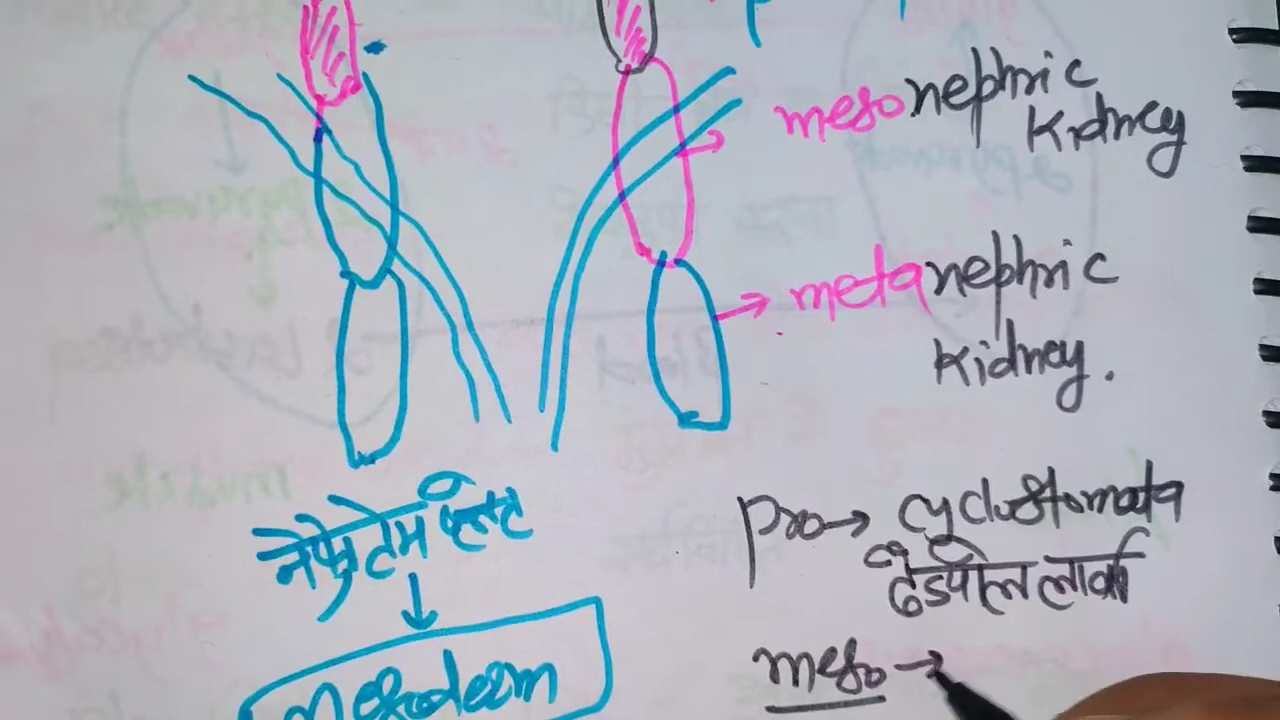 mesonephric
Kidney
metanephric
Kidney.
नेफ्रोटोम प्लेट
mesoderm
Pro→ cyclostomata
टेडपोल लार्वा
meso →